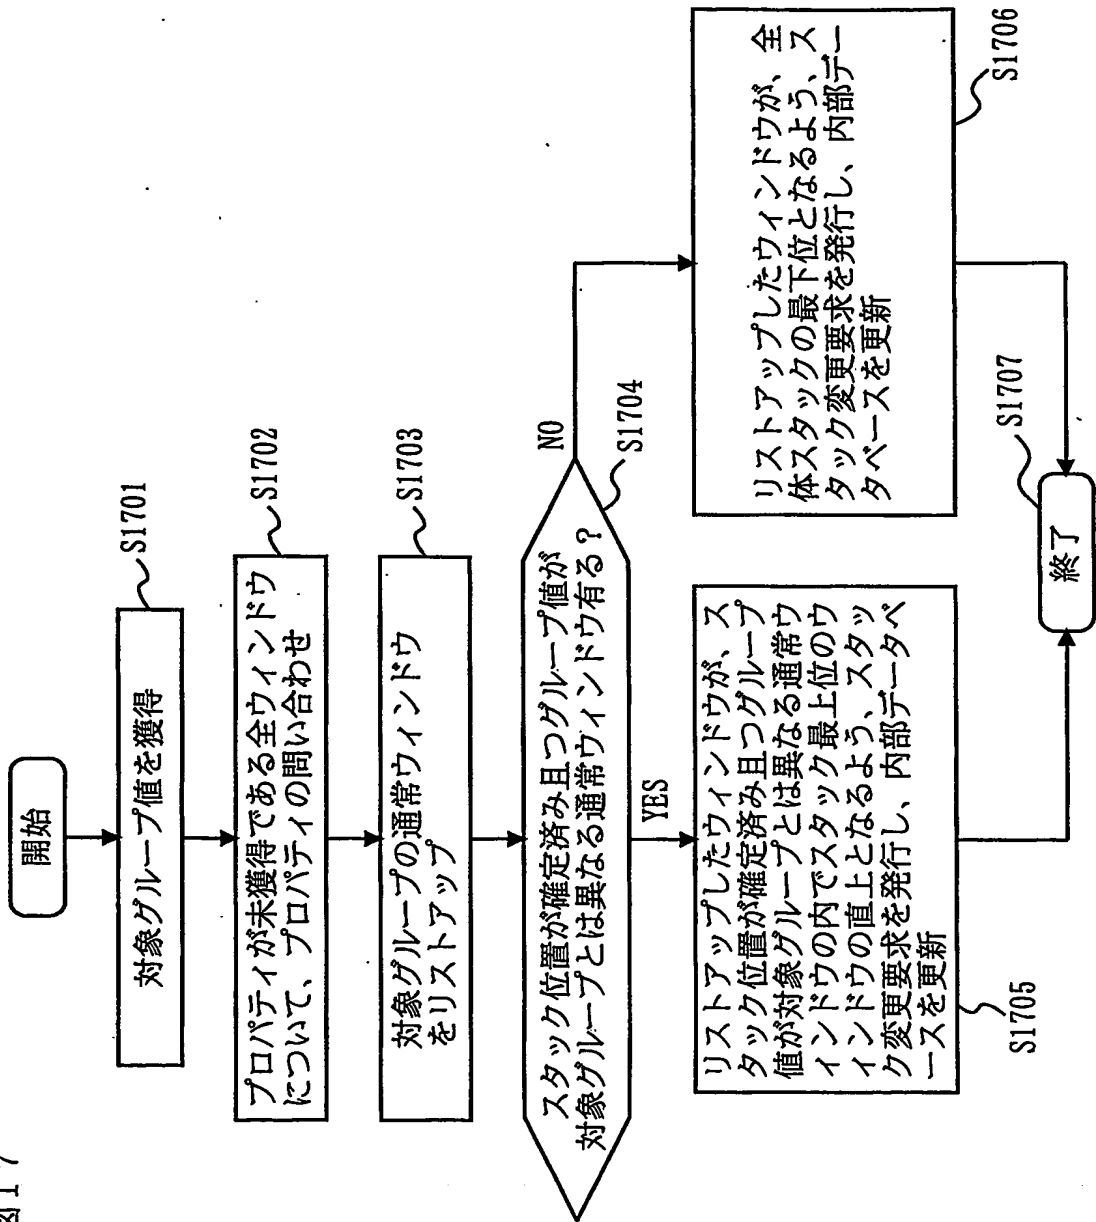 図17
開始
対象グループ値を獲得
S1701
プロパティが未獲得である全ウィンドウ
について、プロパティの問い合わせ
S1702
対象グループの通常ウィンドウ
をリストアップ
S1703
スタック位置が確定済み且つグループ値が
対象グループとは異なる通常ウィンドウ有る?
S1704
YES
NO
リストアップしたウィンドウが、ス
タック位置が確定済み且つグループ
値が対象グループとは異なる通常ウ
ィンドウの内でスタック最上位のウ
ィンドウの直上となるよう、スタッ
ク変更要求を発行し、内部データベ
ースを更新
S1705
リストアップしたウィンドウが、全
体スタックの最下位となるよう、ス
タック変更要求を発行し、内部デー
タベースを更新
S1706
終了
S1707